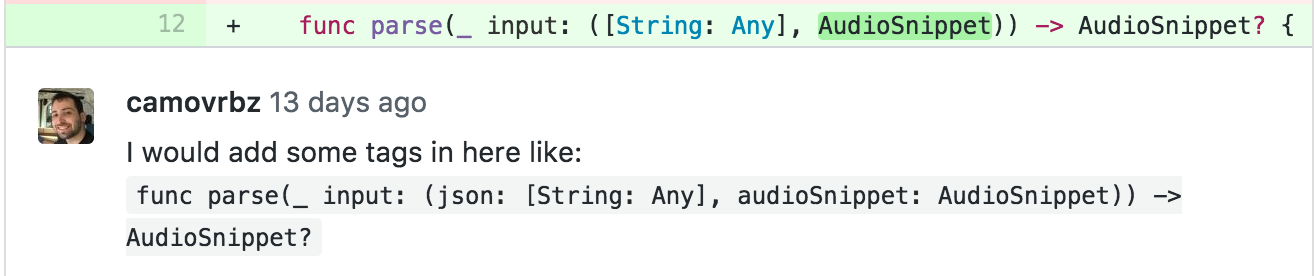 12 + func parse(_ input: ([String: Any], AudioSnippet)) -> AudioSnippet? {
camovrbz 13 days ago
I would add some tags in here like:
func parse(_ input: (json: [String: Any], audioSnippet: AudioSnippet)) ->
AudioSnippet?